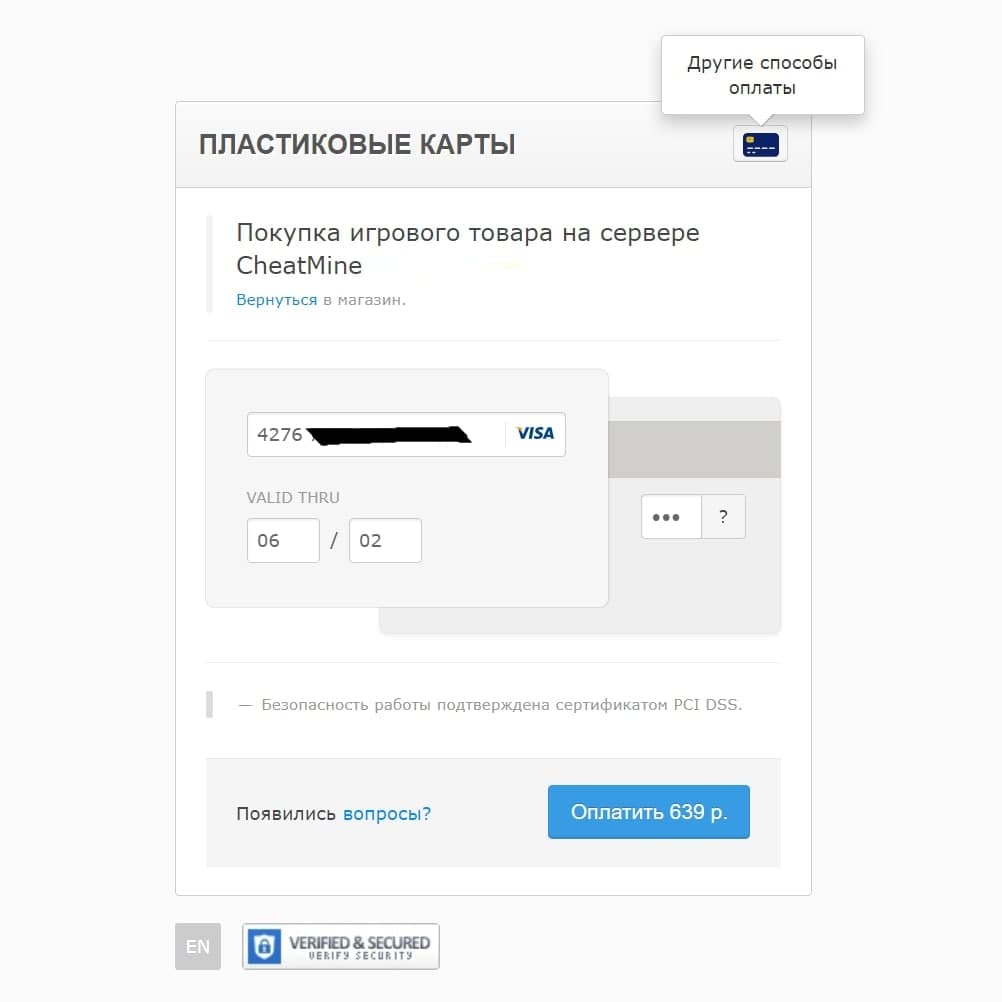 Другие способы
оплаты
ПЛАСТИКОВЫЕ КАРТЫ
Покупка игрового товара на сервере
CheatMine
Вернуться в магазин.
4276
VISA
VALID THRU
06 / 02
••• ?
— Безопасность работы подтверждена сертификатом PCI DSS.
Появились вопросы?
Оплатить 639 р.
EN
VERIFIED & SECURED
VERIFY SECURITY